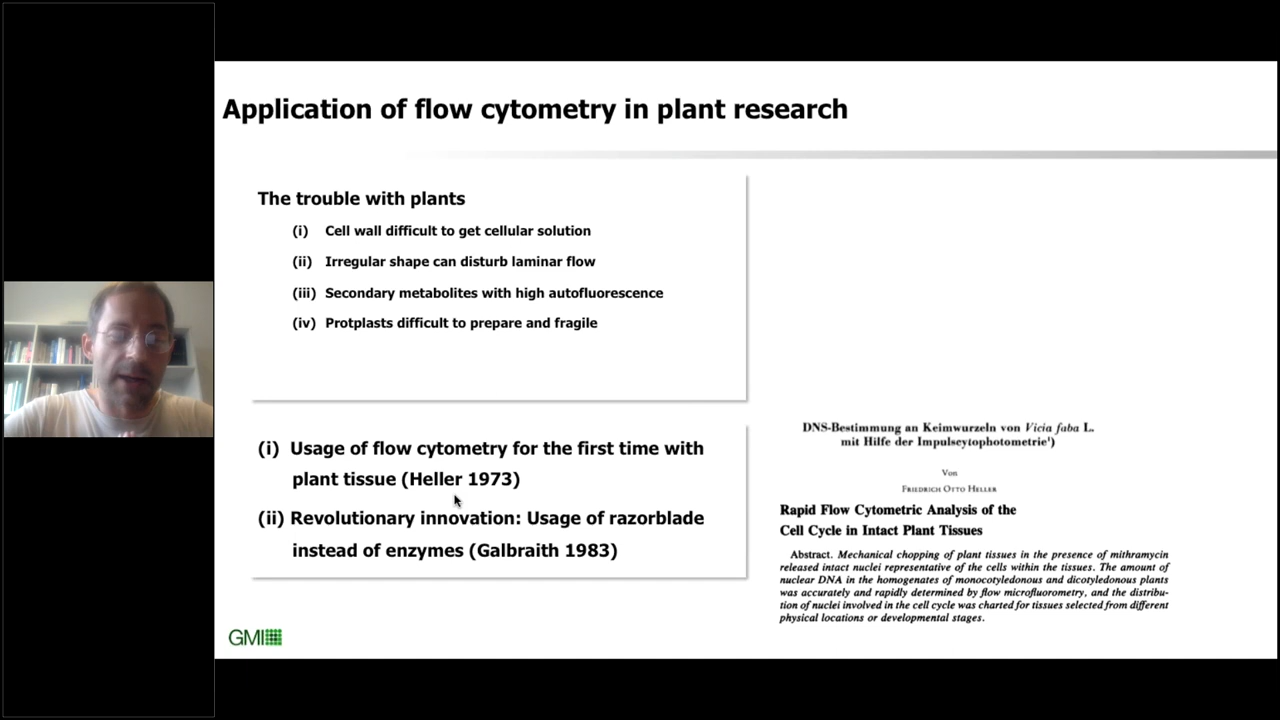 Application of flow cytometry in plant research
The trouble with plants
(i) Cell wall difficult to get cellular solution
(ii) Irregular shape can disturb laminar flow
(iii) Secondary metabolites with high autofluorescence
(iv) Protplasts difficult to prepare and fragile
(i) Usage of flow cytometry for the first time with
plant tissue (Heller 1973)
(ii) Revolutionary innovation: Usage of razorblade
instead of enzymes (Galbraith 1983)
DNS-Bestimmung an Keimwurzeln von Vicia faba L.
mit Hilfe der Impulscytophotometrie¹)
Von
FRIEDRICH OTTO HELLER
Rapid Flow Cytometric Analysis of the
Cell Cycle in Intact Plant Tissues
Abstract. Mechanical chopping of plant tissues in the presence of mithramycin
released intact nuclei representative of the cells within the tissues. The amount of
nuclear DNA in the homogenates of monocotyledonous and dicotyledonous plants
was accurately and rapidly determined by flow microfluorometry, and the distribu-
tion of nuclei involved in the cell cycle was charted for tissues selected from different
physical locations or developmental stages.
GMI